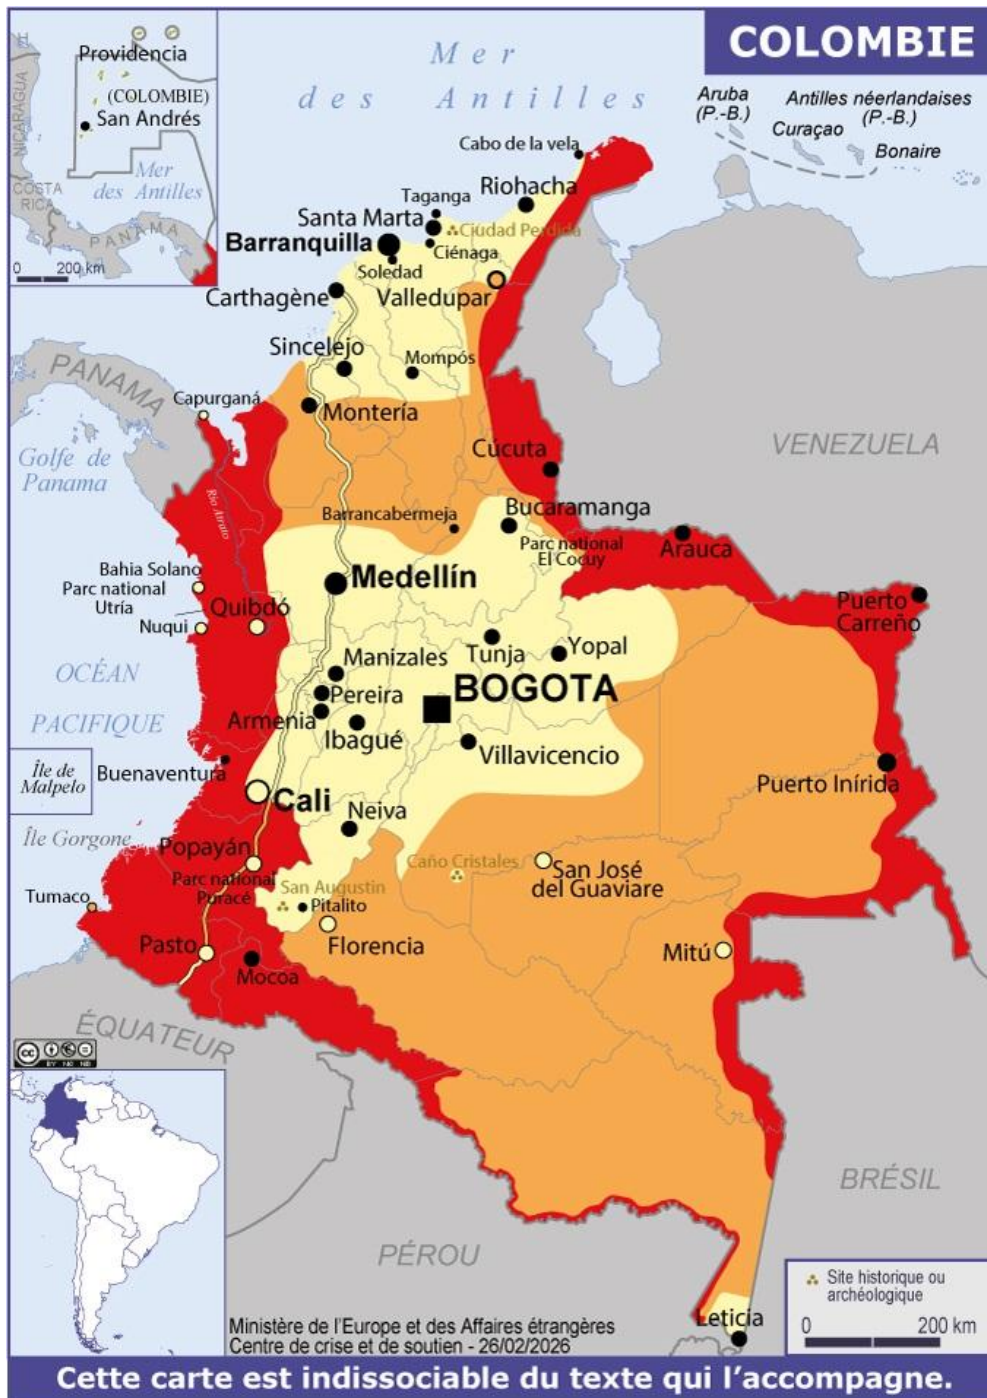 COLOMBIE
Providencia
(COLOMBIE)
San Andrés
NICARAGUA
COSTA
RICA
PANAMA
Mer
des Antilles
0 200 km
Mer
des Antilles
Aruba
(P.-B.)
Antilles néerlandaises
(P.-B.)
Curaçao
Bonaire
Cabo de la vela
Riohacha
Taganga
Santa Marta
Ciudad Perdida
Barranquilla
Ciénaga
Soledad
Carthagène
Valledupar
Sincelejo
Mompós
PANAMA
Capurganá
Montería
Golfe de
Panama
VENEZUELA
Cúcuta
Río Atrato
Barrancabermeja
Bucaramanga
Parc national
El Cocuy
Arauca
Bahia Solano
Parc national
Utría
Medellín
Quibdó
Nuqui
Puerto
Carreño
Tunja
Yopal
Manizales
OCÉAN
PACIFIQUE
Pereira
BOGOTA
Armenia
Ibagué
Villavicencio
Île de
Malpelo
Buenaventura
Puerto Inírida
Cali
Neiva
Île Gorgone
Popayán
Parc national
Puracé
Caño Cristales
San José
del Guaviare
Tumaco
San Augustin
Pitalito
Florencia
Pasto
Mocoa
Mitú
ÉQUATEUR
cc
BY NC ND
BRÉSIL
PÉROU
Leticia
Site historique ou
archéologique
0 200 km
Ministère de l'Europe et des Affaires étrangères
Centre de crise et de soutien - 26/02/2026
Cette carte est indissociable du texte qui l'accompagne.